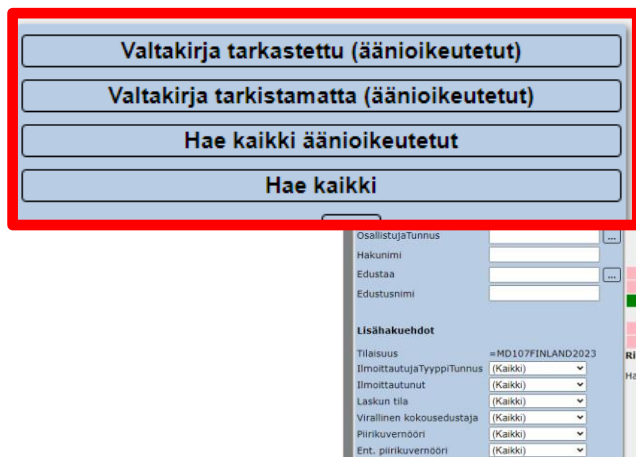 Valtakirja tarkastettu (äänioikeutetut)
Valtakirja tarkistamatta (äänioikeutetut)
Hae kaikki äänioikeutetut
Hae kaikki
OsallistujaTunnus ...
Hakunimi
Edustaa ...
Edustusnimi
Lisähakuehdot
Tilaisuus =MD107FINLAND2023
IlmoittautujaTyyppiTunnus (Kaikki)
Ilmoittautunut (Kaikki)
Laskun tila (Kaikki)
Virallinen kokousedustaja (Kaikki)
Piirikuvernööri (Kaikki)
Ent. piirikuvernööri (Kaikki)